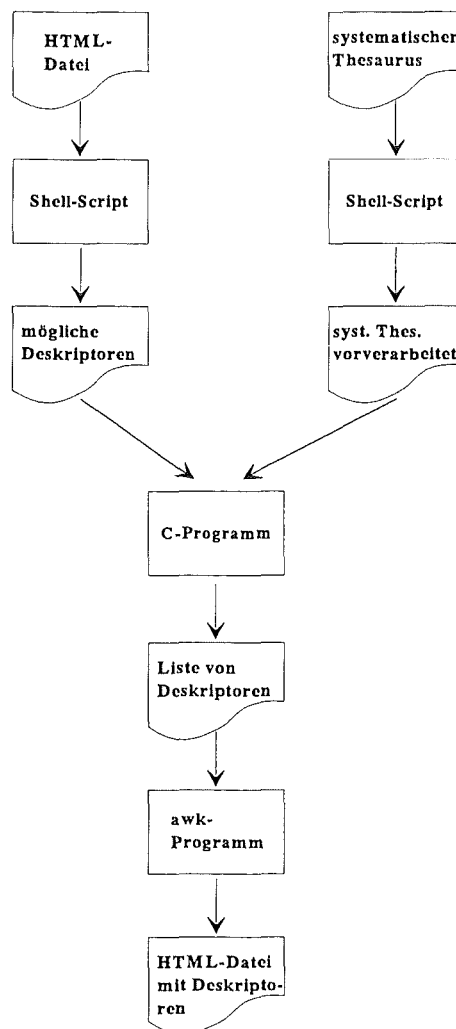 HTML-
Datei
systematischer
Thesaurus
Shell-Script
Shell-Script
mögliche
Deskriptoren
syst. Thes.
vorverarbeitet
C-Programm
Liste von
Deskriptoren
awk-
Programm
HTML-Datei
mit Deskripto-
ren